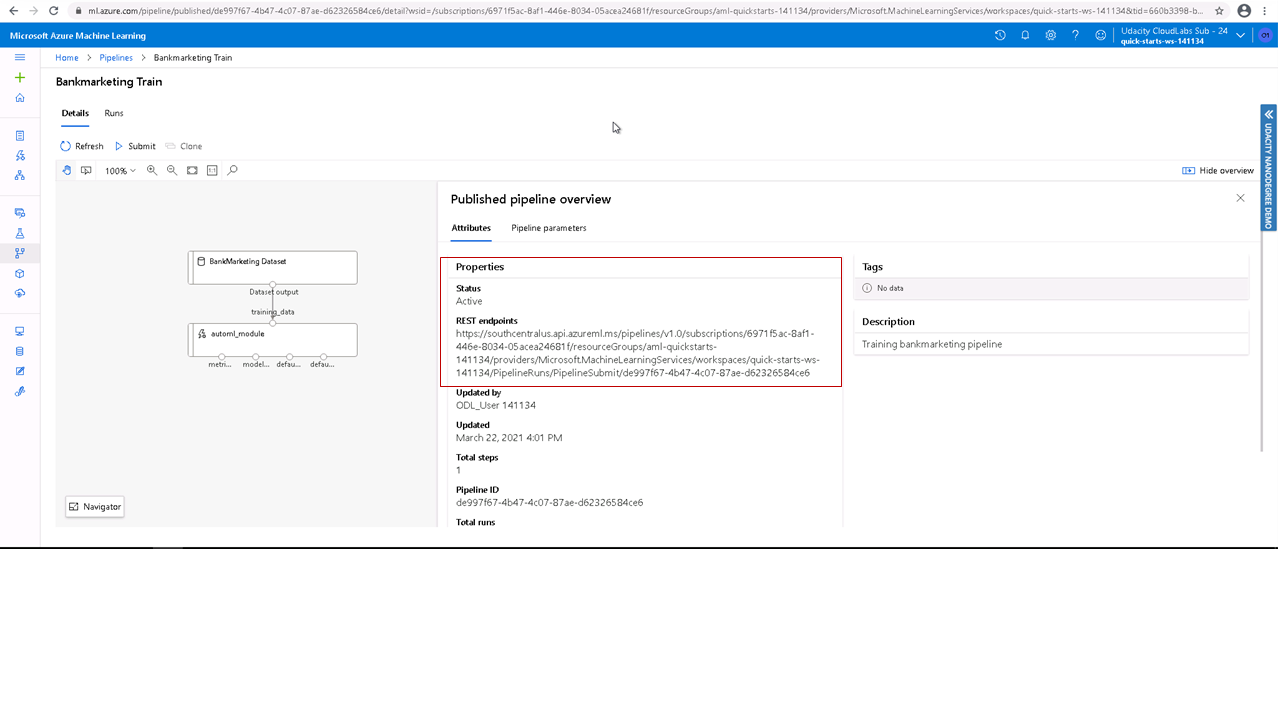 ml.azure.com/pipeline/published/de997f67-4b47-4c07-87ae-d62326584ce6/detail?wsid=/subscriptions/6971f5ac-8af1-446e-8034-05acea24681f/resourceGroups/aml-quickstarts-141134/providers/Microsoft.MachineLearningServices/workspaces/quick-starts-ws-141134&tid=660b3398-b...
Microsoft Azure Machine Learning
Udacity CloudLabs Sub - 24
quick-starts-ws-141134
O1
Home > Pipelines > Bankmarketing Train
Bankmarketing Train
Details Runs
Refresh Submit Clone
100% 1:1 Hide overview
UDACITY NANODEGREE DEMO
BankMarketing Dataset
Dataset output
training_data
automl_module
metri... model... defau... defau...
Navigator
Published pipeline overview
Attributes Pipeline parameters
Properties
Status
Active
REST endpoints
https://southcentralus.api.azureml.ms/pipelines/v1.0/subscriptions/6971f5ac-8af1-
446e-8034-05acea24681f/resourceGroups/aml-quickstarts-
141134/providers/Microsoft.MachineLearningServices/workspaces/quick-starts-ws-
141134/PipelineRuns/PipelineSubmit/de997f67-4b47-4c07-87ae-d62326584ce6
Updated by
ODL_User 141134
Updated
March 22, 2021 4:01 PM
Total steps
1
Pipeline ID
de997f67-4b47-4c07-87ae-d62326584ce6
Total runs
Tags
No data
Description
Training bankmarketing pipeline